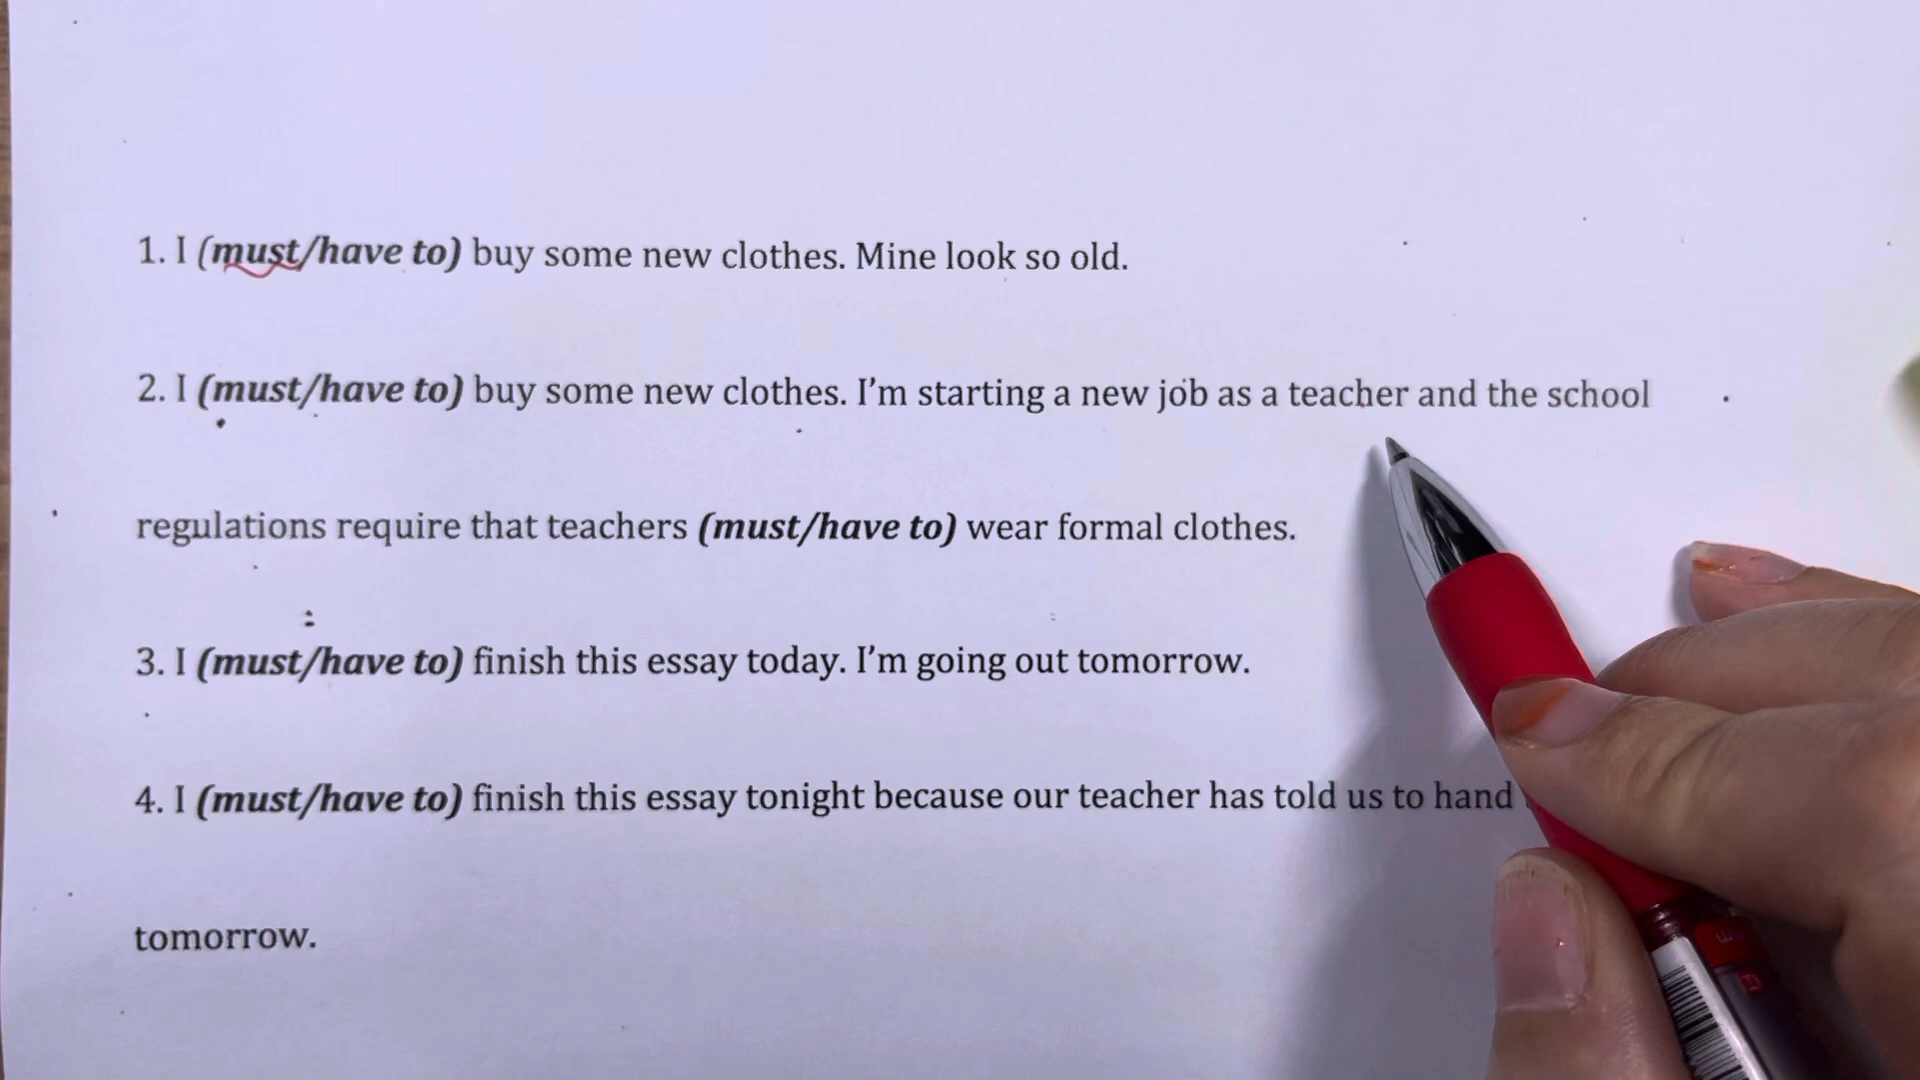 1. I (must/have to) buy some new clothes. Mine look so old.
2. I (must/have to) buy some new clothes. I’m starting a new job as a teacher and the school
regulations require that teachers (must/have to) wear formal clothes.
3. I (must/have to) finish this essay today. I’m going out tomorrow.
4. I (must/have to) finish this essay tonight because our teacher has told us to hand
tomorrow.